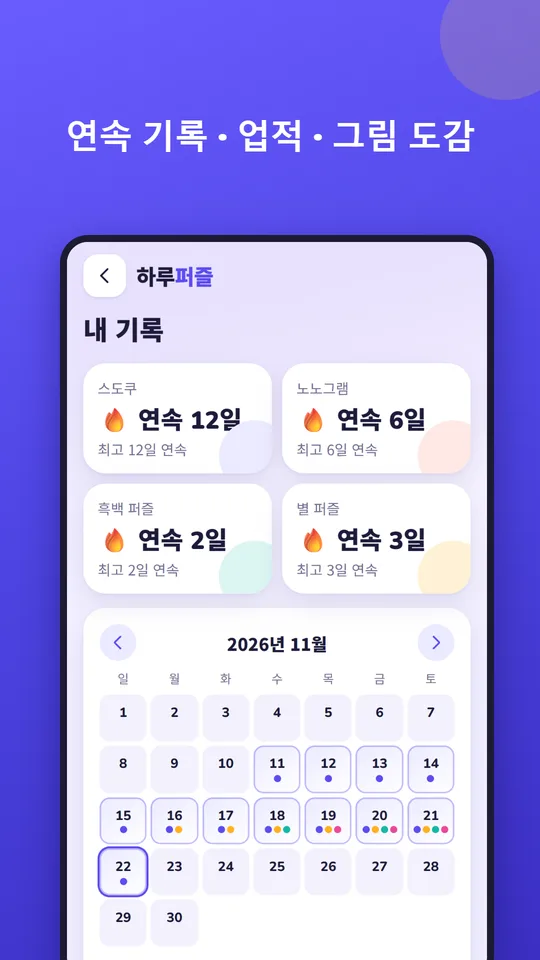 연속 기록 • 업적 • 그림 도감
하루퍼즐
내 기록
스도쿠
연속 12일
최고 12일 연속
노노그램
연속 6일
최고 6일 연속
흑백 퍼즐
연속 2일
최고 2일 연속
별 퍼즐
연속 3일
최고 3일 연속
2026년 11월
일 월 화 수 목 금 토
1 2 3 4 5 6 7
8 9 10 11 12 13 14
15 16 17 18 19 20 21
22 23 24 25 26 27 28
29 30